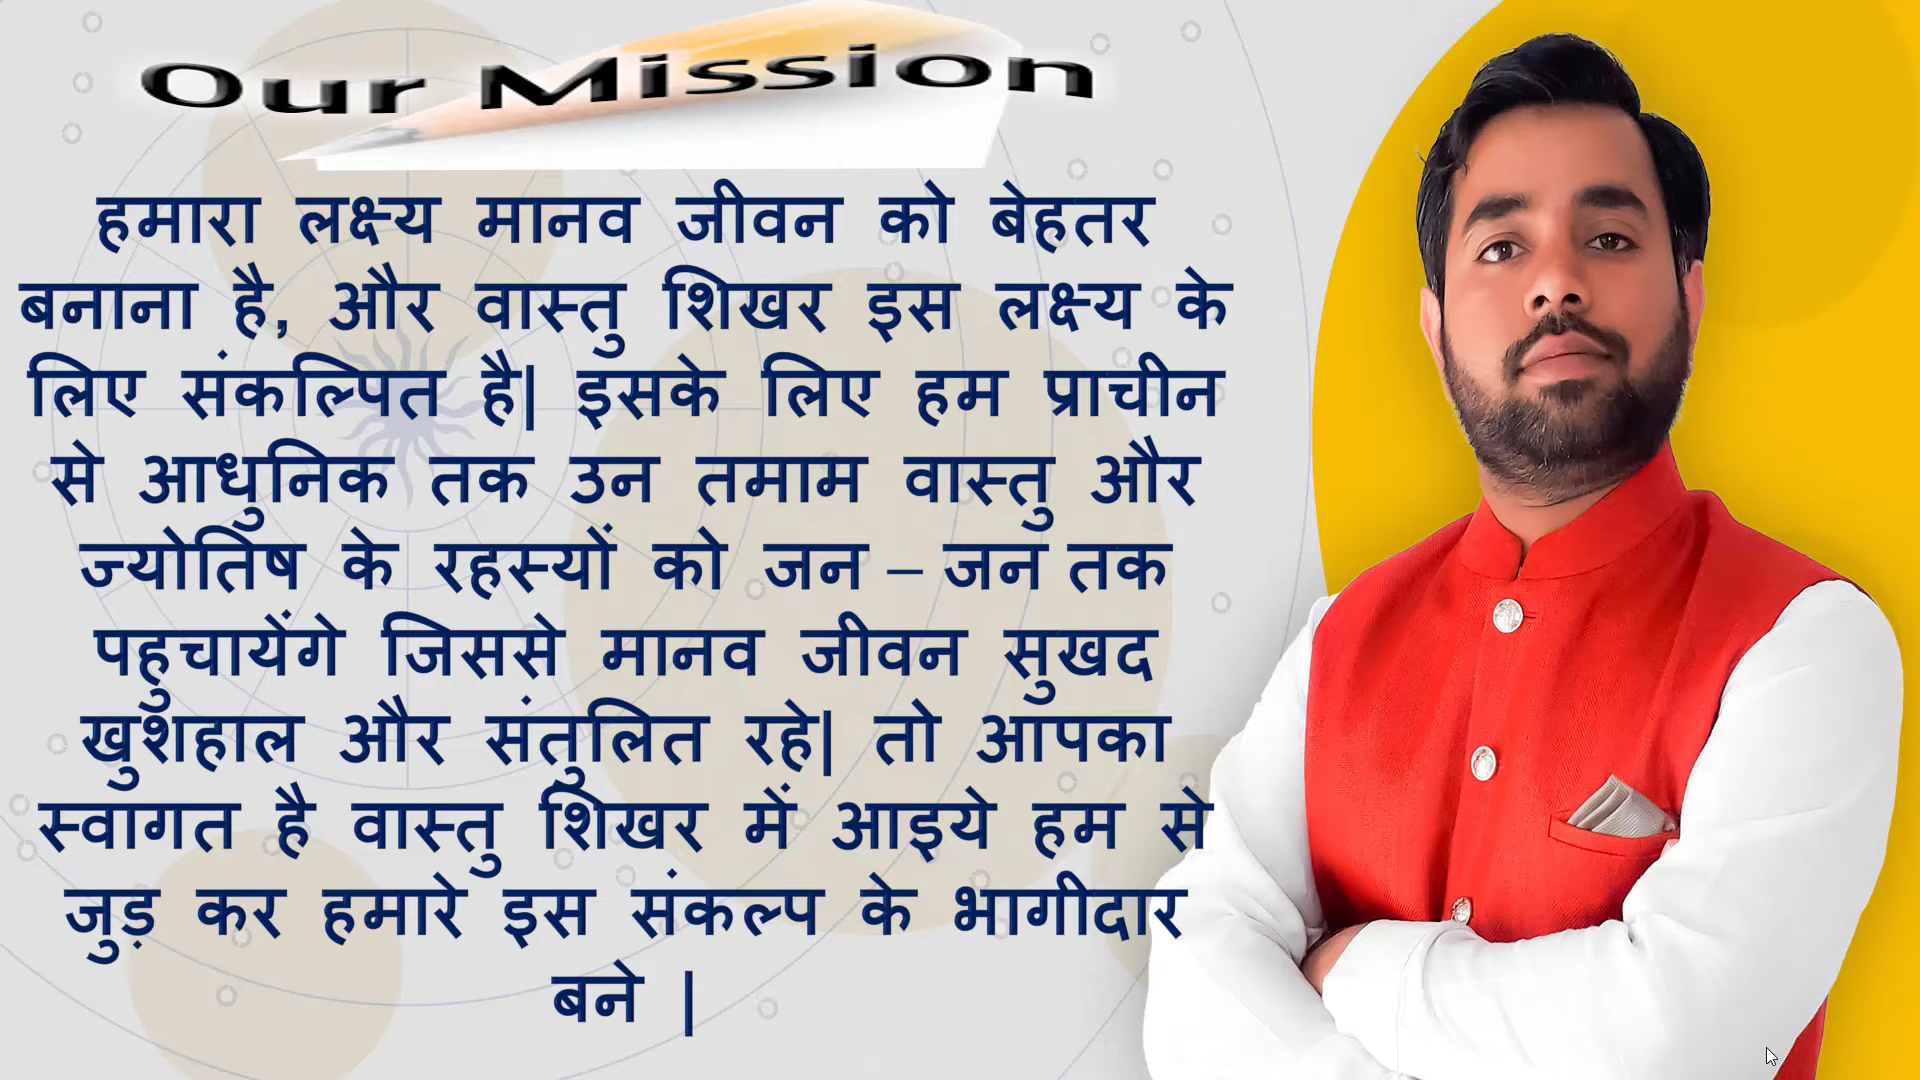 Our Mission
हमारा लक्ष्य मानव जीवन को बेहतर
बनाना है, और वास्तु शिखर इस लक्ष्य के
लिए संकल्पित है| इसके लिए हम प्राचीन
से आधुनिक तक उन तमाम वास्तु और
ज्योतिष के रहस्यों को जन – जन तक
पहुचायेंगे जिससे मानव जीवन सुखद
खुशहाल और संतुलित रहे| तो आपका
स्वागत है वास्तु शिखर में आइये हम से
जुड़ कर हमारे इस संकल्प के भागीदार
बने |